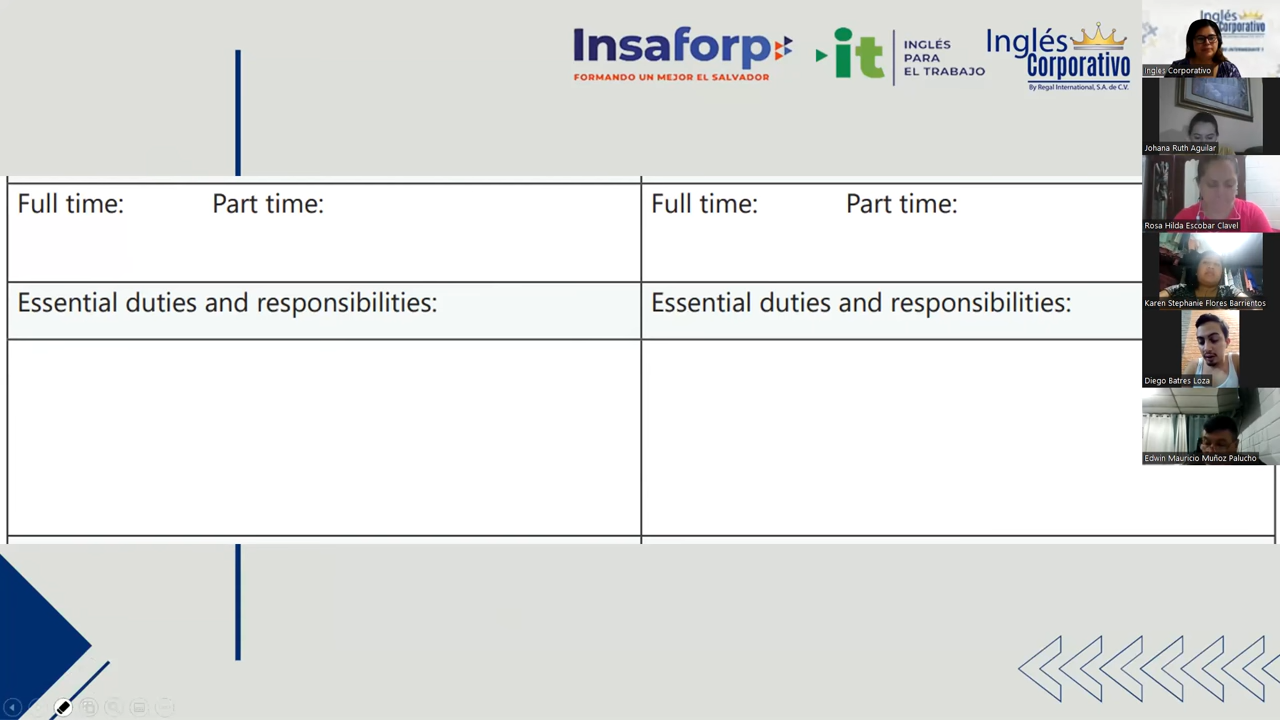 Insaforp
FORMANDO UN MEJOR EL SALVADOR
it
INGLÉS
PARA
EL TRABAJO
Inglés
Corporativo
By Regal International, S.A. de C.V.
Full time: Part time:
Full time: Part time:
Essential duties and responsibilities:
Essential duties and responsibilities:
Inglés
Corporativo
Inglés Corporativo
Johana Ruth Aguilar
Rosa Hilda Escobar Clavel
Karen Stephanie Flores Barrientos
Diego Batres Loza
Edwin Mauricio Muñoz Palucho